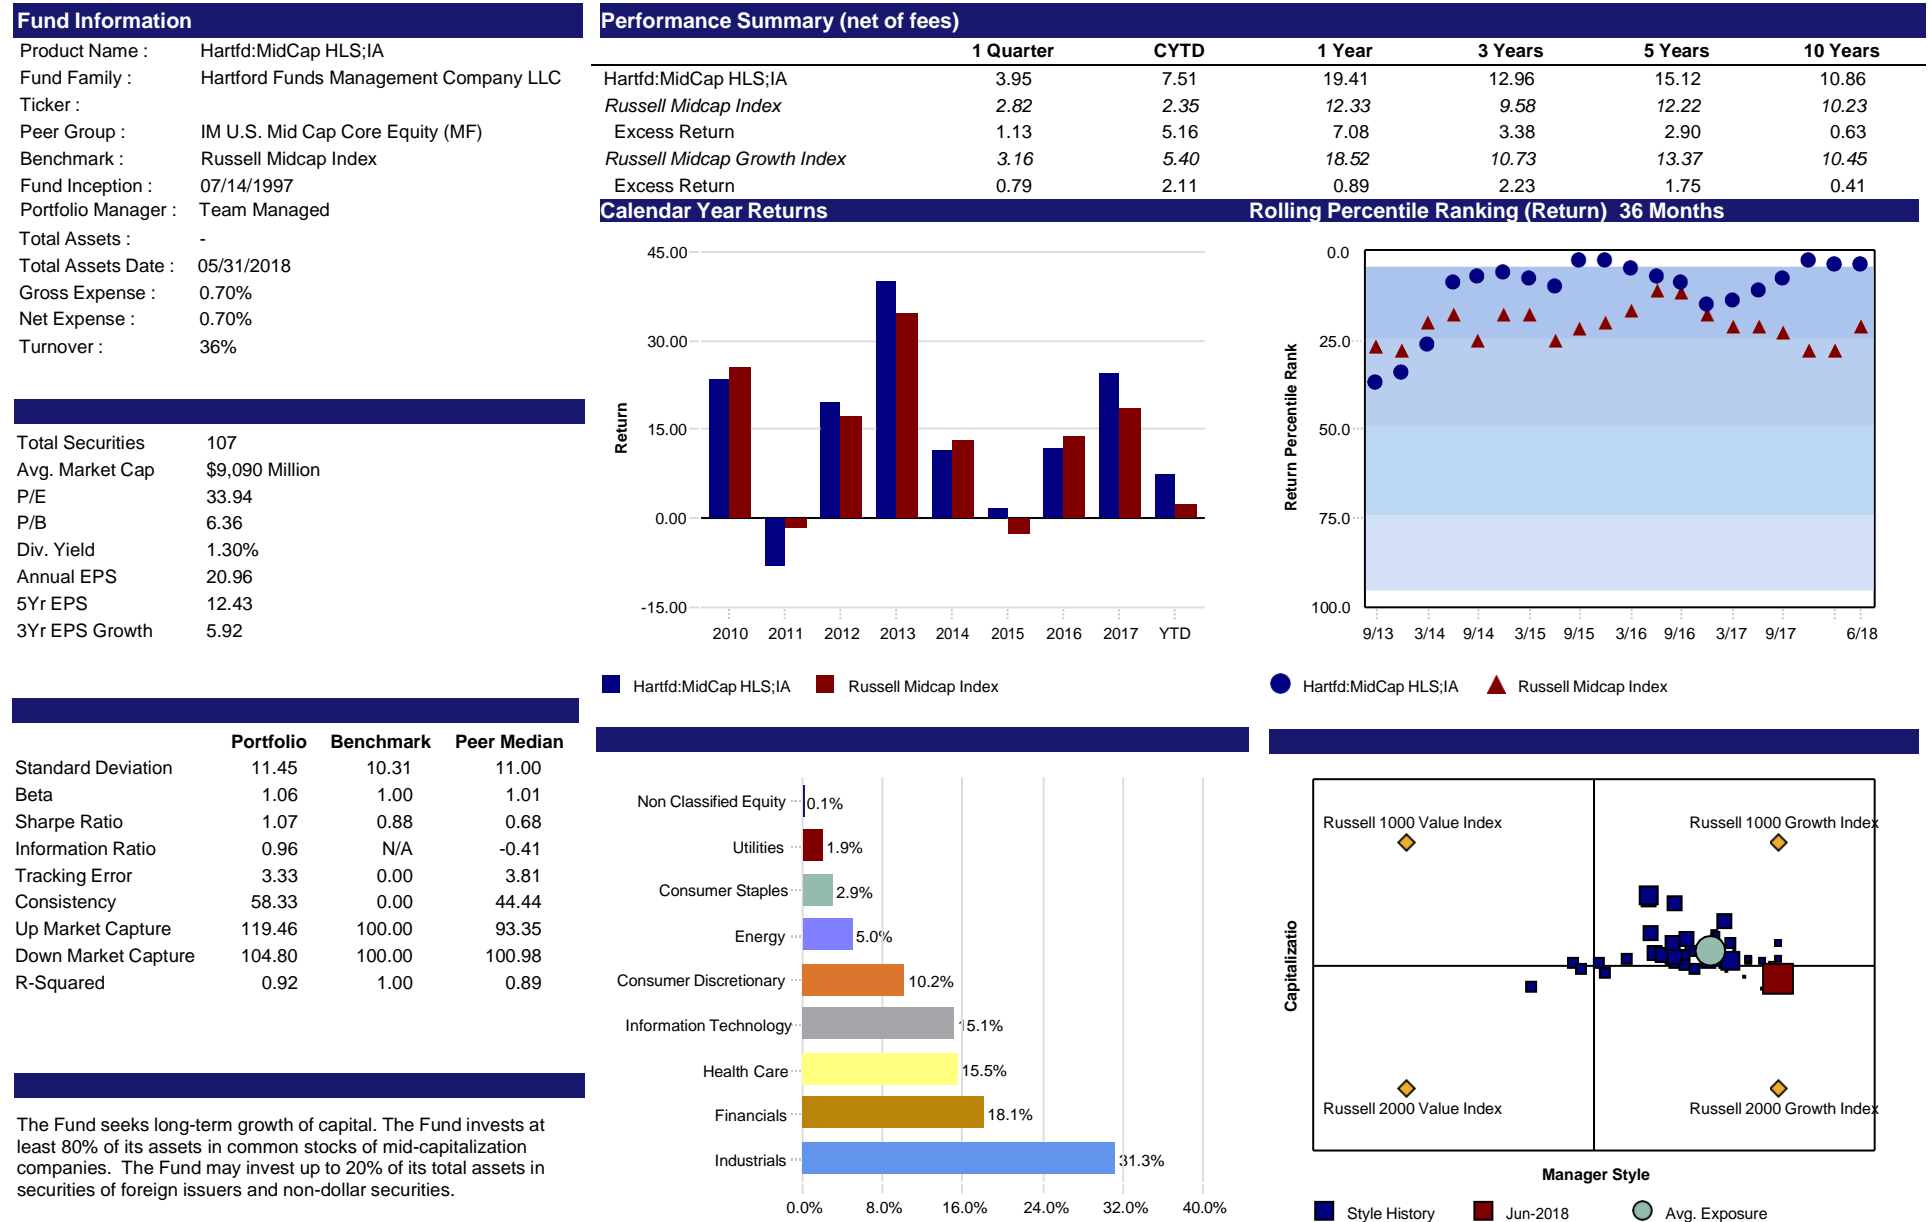 Fund Information
Product Name : Hartfd:MidCap HLS;IA
Fund Family : Hartford Funds Management Company LLC
Ticker :
Peer Group : IM U.S. Mid Cap Core Equity (MF)
Benchmark : Russell Midcap Index
Fund Inception : 07/14/1997
Portfolio Manager : Team Managed
Total Assets : -
Total Assets Date : 05/31/2018
Gross Expense : 0.70%
Net Expense : 0.70%
Turnover : 36%
Total Securities 107
Avg. Market Cap $9,090 Million
P/E 33.94
P/B 6.36
Div. Yield 1.30%
Annual EPS 20.96
5Yr EPS 12.43
3Yr EPS Growth 5.92
Portfolio Benchmark Peer Median
Standard Deviation 11.45 10.31 11.00
Beta 1.06 1.00 1.01
Sharpe Ratio 1.07 0.88 0.68
Information Ratio 0.96 N/A -0.41
Tracking Error 3.33 0.00 3.81
Consistency 58.33 0.00 44.44
Up Market Capture 119.46 100.00 93.35
Down Market Capture 104.80 100.00 100.98
R-Squared 0.92 1.00 0.89
The Fund seeks long-term growth of capital. The Fund invests at
least 80% of its assets in common stocks of mid-capitalization
companies. The Fund may invest up to 20% of its total assets in
securities of foreign issuers and non-dollar securities.
Performance Summary (net of fees)
1 Quarter CYTD 1 Year 3 Years 5 Years 10 Years
Hartfd:MidCap HLS;IA 3.95 7.51 19.41 12.96 15.12 10.86
Russell Midcap Index 2.82 2.35 12.33 9.58 12.22 10.23
Excess Return 1.13 5.16 7.08 3.38 2.90 0.63
Russell Midcap Growth Index 3.16 5.40 18.52 10.73 13.37 10.45
Excess Return 0.79 2.11 0.89 2.23 1.75 0.41
Calendar Year Returns
45.00
30.00
15.00
0.00
-15.00
Return
2010 2011 2012 2013 2014 2015 2016 2017 YTD
Hartfd:MidCap HLS;IA Russell Midcap Index
Rolling Percentile Ranking (Return) 36 Months
0.0
25.0
50.0
75.0
100.0
Return Percentile Rank
9/13 3/14 9/14 3/15 9/15 3/16 9/16 3/17 9/17 6/18
Hartfd:MidCap HLS;IA Russell Midcap Index
Non Classified Equity 0.1%
Utilities 1.9%
Consumer Staples 2.9%
Energy 5.0%
Consumer Discretionary 10.2%
Information Technology 15.1%
Health Care 15.5%
Financials 18.1%
Industrials 31.3%
0.0% 8.0% 16.0% 24.0% 32.0% 40.0%
Russell 1000 Value Index Russell 1000 Growth Index
Capitalizatio
Russell 2000 Value Index Russell 2000 Growth Index
Manager Style
Style History Jun-2018 Avg. Exposure